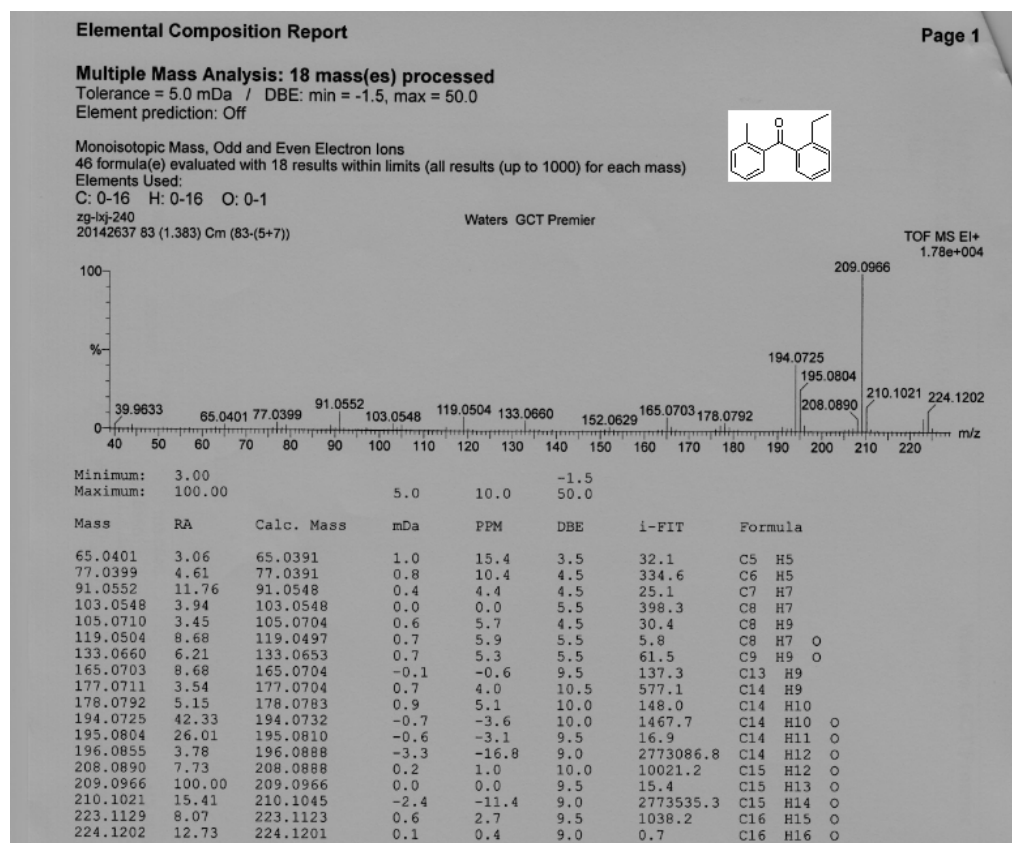 Elemental Composition Report Page 1
Multiple Mass Analysis: 18 mass(es) processed
Tolerance = 5.0 mDa / DBE: min = -1.5, max = 50.0
Element prediction: Off
Monoisotopic Mass, Odd and Even Electron Ions
46 formula(e) evaluated with 18 results within limits (all results (up to 1000) for each mass)
Elements Used:
C: 0-16 H: 0-16 O: 0-1
zg-lxj-240 Waters GCT Premier
20142637 83 (1.383) Cm (83-(5+7))
TOF MS EI+
1.78e+004
O
100
209.0966
%
194.0725
195.0804
210.1021
224.1202
208.0890
39.9633
65.0401
77.0399
91.0552
103.0548
119.0504
133.0660
152.0629
165.0703
178.0792
0
m/z
40 50 60 70 80 90 100 110 120 130 140 150 160 170 180 190 200 210 220
Minimum: 3.00 -1.5
Maximum: 100.00 5.0 10.0 50.0
Mass RA Calc. Mass mDa PPM DBE i-FIT Formula
65.0401 3.06 65.0391 1.0 15.4 3.5 32.1 C5 H5
77.0399 4.61 77.0391 0.8 10.4 4.5 334.6 C6 H5
91.0552 11.76 91.0548 0.4 4.4 4.5 25.1 C7 H7
103.0548 3.94 103.0548 0.0 0.0 5.5 398.3 C8 H7
105.0710 3.45 105.0704 0.6 5.7 4.5 30.4 C8 H9
119.0504 8.68 119.0497 0.7 5.9 5.5 5.8 C8 H7 O
133.0660 6.21 133.0653 0.7 5.3 5.5 61.5 C9 H9 O
165.0703 8.68 165.0704 -0.1 -0.6 9.5 137.3 C13 H9
177.0711 3.54 177.0704 0.7 4.0 10.5 577.1 C14 H9
178.0792 5.15 178.0783 0.9 5.1 10.0 148.0 C14 H10
194.0725 42.33 194.0732 -0.7 -3.6 10.0 1467.7 C14 H10 O
195.0804 26.01 195.0810 -0.6 -3.1 9.5 16.9 C14 H11 O
196.0855 3.78 196.0888 -3.3 -16.8 9.0 2773086.8 C14 H12 O
208.0890 7.73 208.0888 0.2 1.0 10.0 10021.2 C15 H12 O
209.0966 100.00 209.0966 0.0 0.0 9.5 15.4 C15 H13 O
210.1021 15.41 210.1045 -2.4 -11.4 9.0 2773535.3 C15 H14 O
223.1129 8.07 223.1123 0.6 2.7 9.5 1038.2 C16 H15 O
224.1202 12.73 224.1201 0.1 0.4 9.0 0.7 C16 H16 O